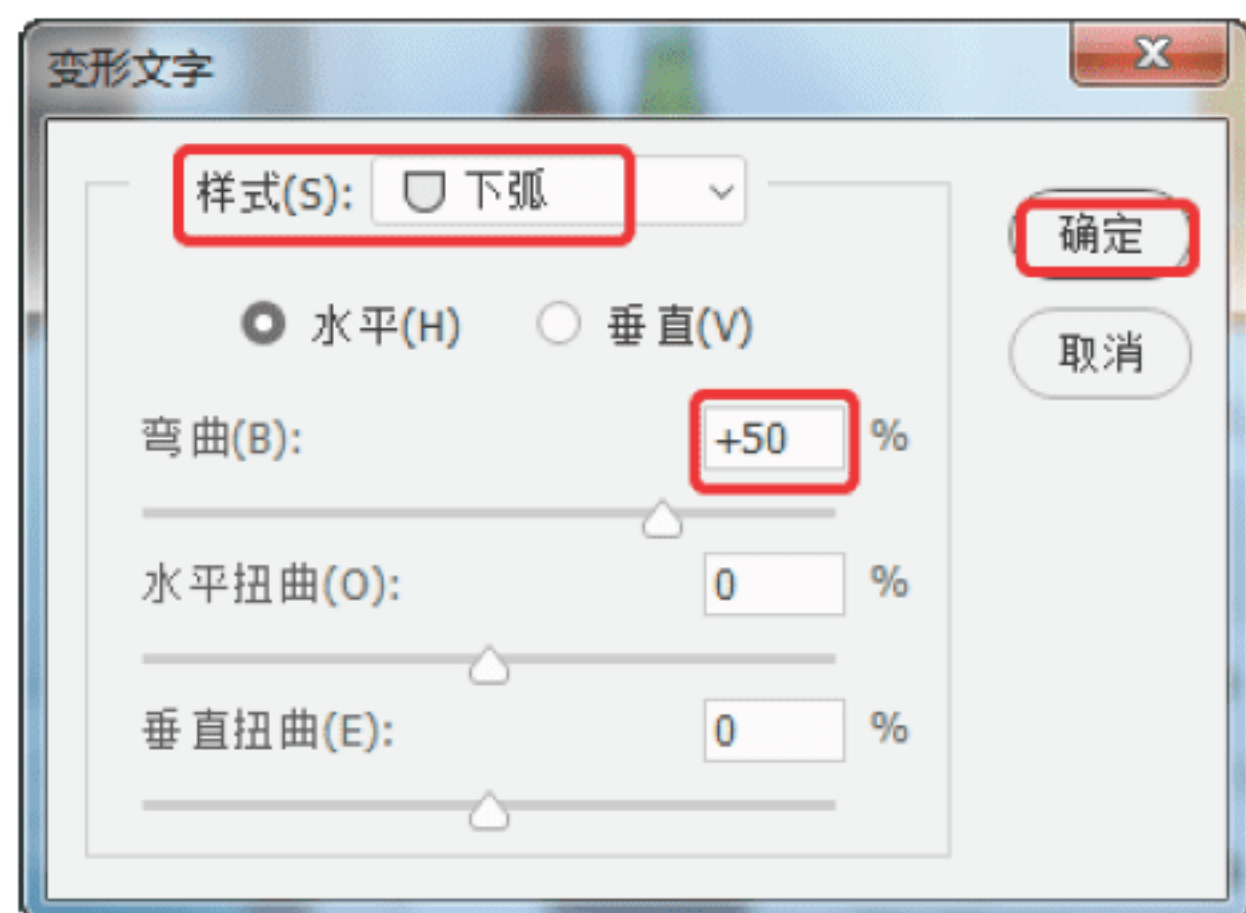 变形文字
样式(S): 下弧
确定
水平(H) 垂直(V)
取消
弯曲(B): +50 %
水平扭曲(O): 0 %
垂直扭曲(E): 0 %